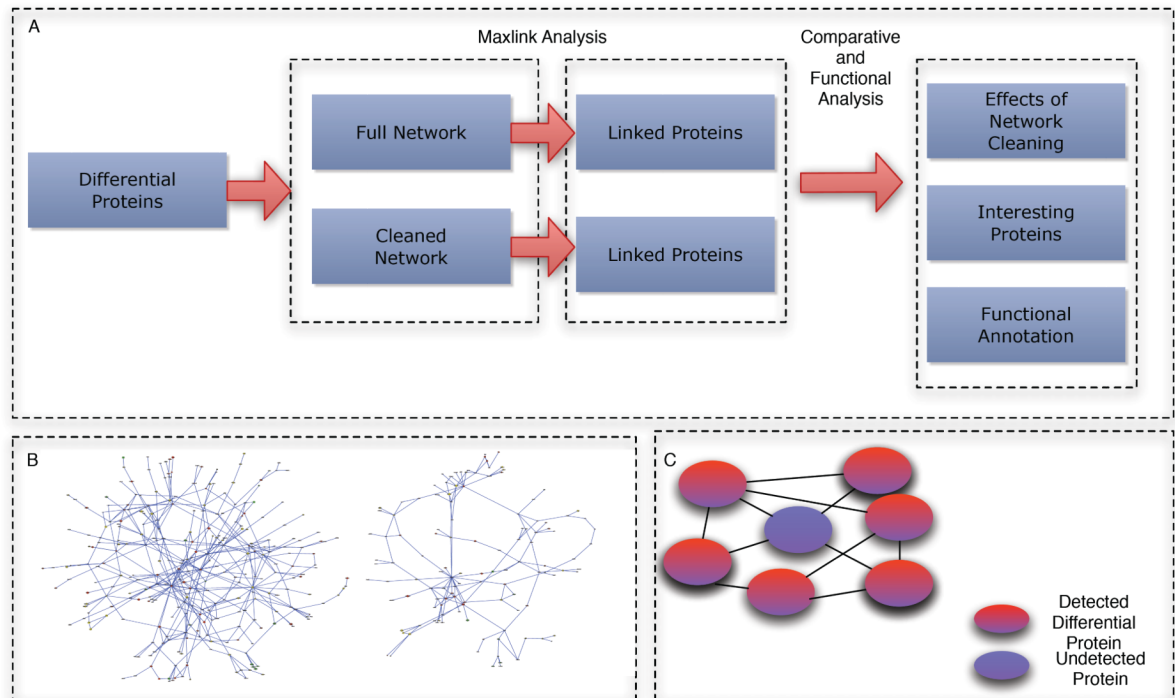 A
Maxlink Analysis
Comparative
and
Functional
Analysis
Differential
Proteins
Full Network
Linked Proteins
Cleaned
Network
Linked Proteins
Effects of
Network
Cleaning
Interesting
Proteins
Functional
Annotation
B
C
Detected
Differential
Protein
Undetected
Protein